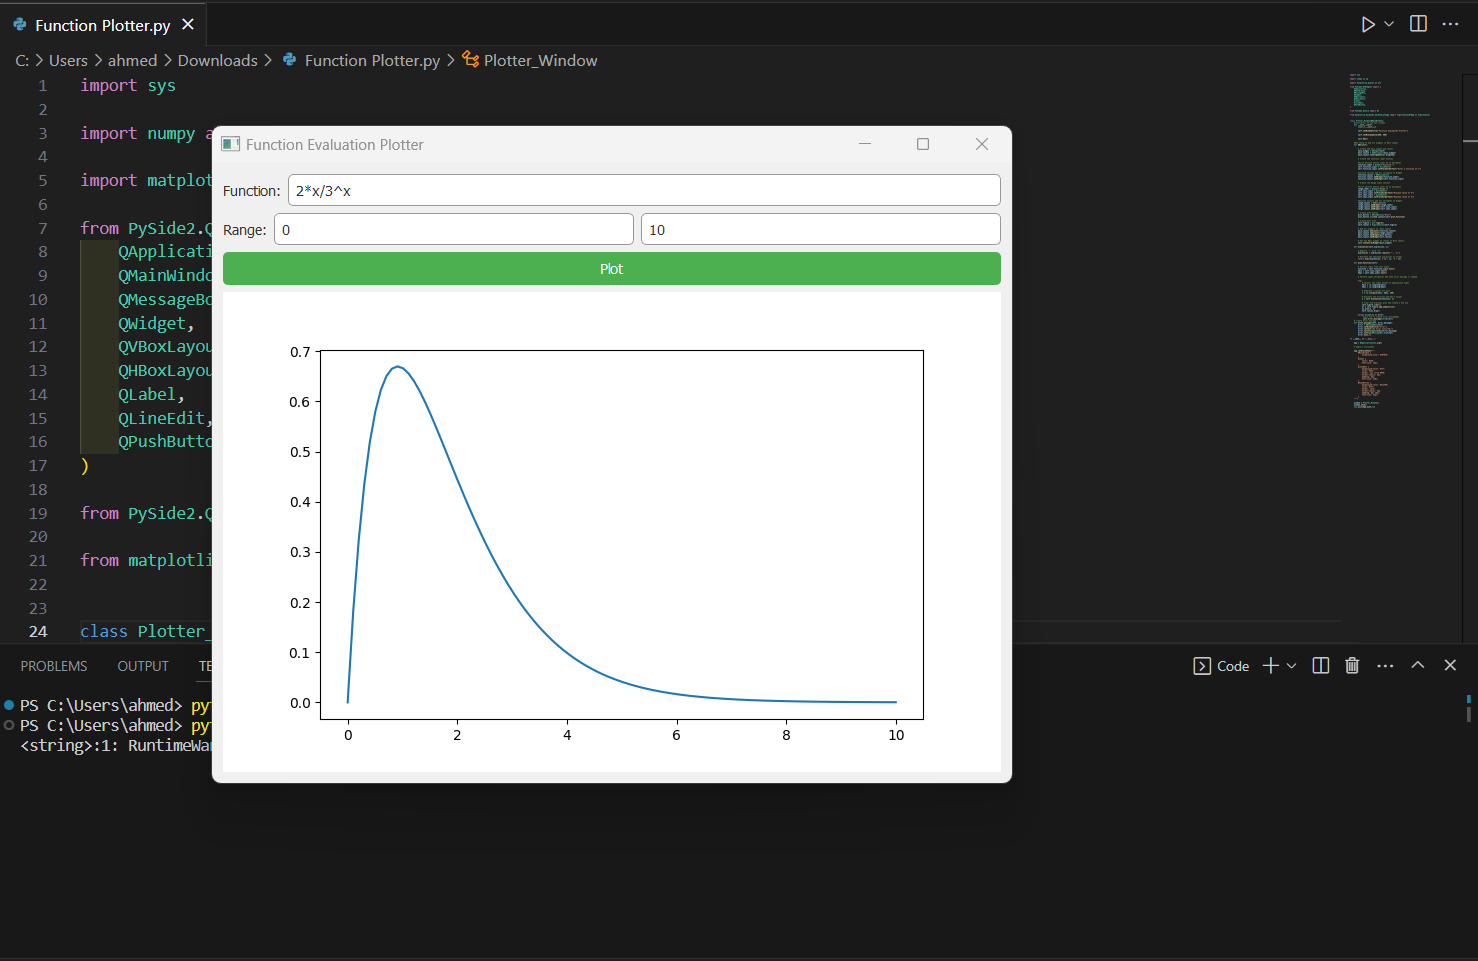 Function Plotter.py
C: > Users > ahmed > Downloads > Function Plotter.py > Plotter_Window
1 import sys
2
3 import numpy a
4
5 import matplot
6
7 from PySide2.Q
8 QApplicati
9 QMainWindo
10 QMessageBo
11 QWidget,
12 QVBoxLayou
13 QHBoxLayou
14 QLabel,
15 QLineEdit,
16 QPushButto
17 )
18
19 from PySide2.Q
20
21 from matplotli
22
23
24 class Plotter_
Function Evaluation Plotter
Function: 2*x/3^x
Range: 0 10
Plot
0.7
0.6
0.5
0.4
0.3
0.2
0.1
0.0
0 2 4 6 8 10
PROBLEMS OUTPUT TE
Code
PS C:\Users\ahmed> py
PS C:\Users\ahmed> py
<string>:1: RuntimeWa